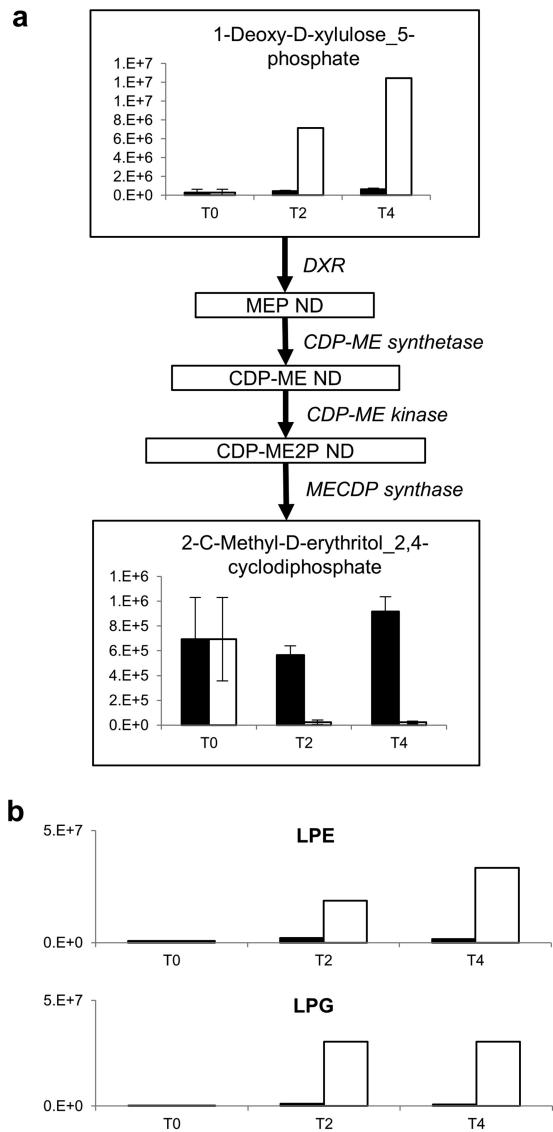 a
1-Deoxy-D-xylulose_5-
phosphate
1.E+7
1.E+7
1.E+7
8.E+6
6.E+6
4.E+6
2.E+6
0.E+0
T0 T2 T4
DXR
MEP ND
CDP-ME synthetase
CDP-ME ND
CDP-ME kinase
CDP-ME2P ND
MECDP synthase
2-C-Methyl-D-erythritol_2,4-
cyclodiphosphate
1.E+6
1.E+6
8.E+5
6.E+5
4.E+5
2.E+5
0.E+0
T0 T2 T4
b
LPE
5.E+7
0.E+0
T0 T2 T4
LPG
5.E+7
0.E+0
T0 T2 T4